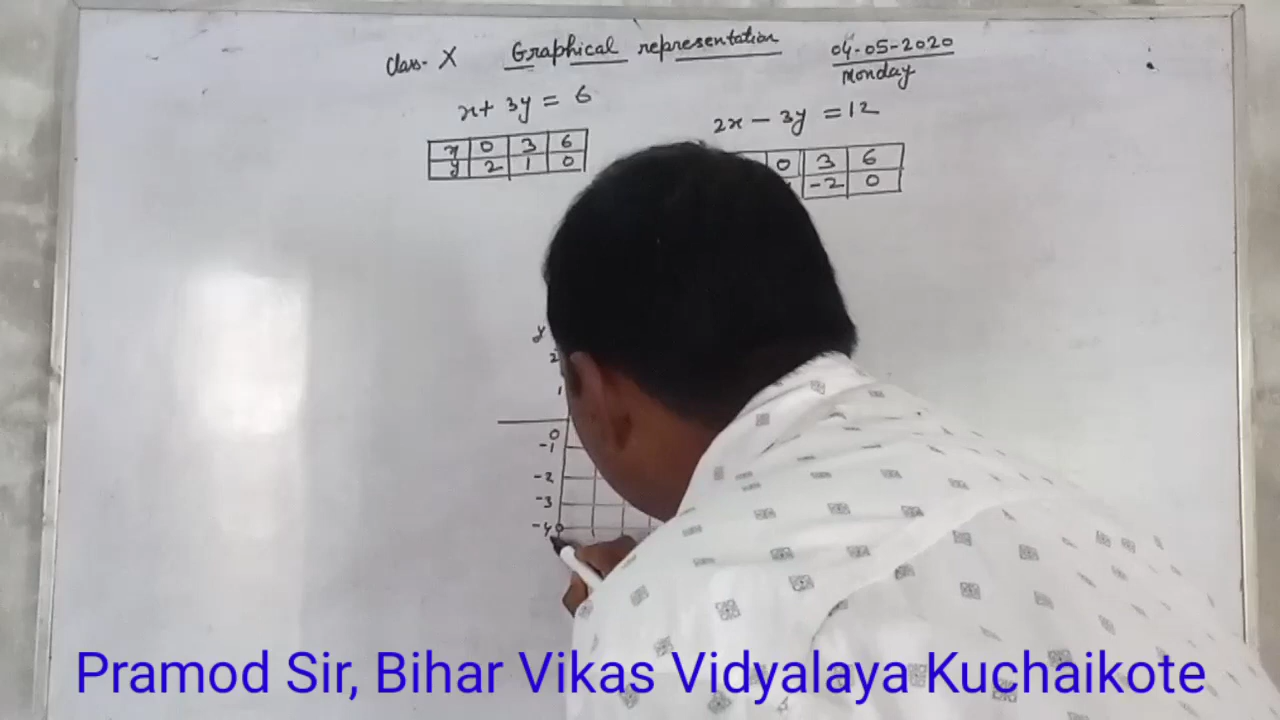 Class- X Graphical representation 04-05-2020
Monday
x + 3y = 6
2x - 3y = 12
x 0 3 6
y 2 1 0
0 3 6
-2 0
y
2
1
0
-1
-2
-3
-4
Pramod Sir, Bihar Vikas Vidyalaya Kuchaikote